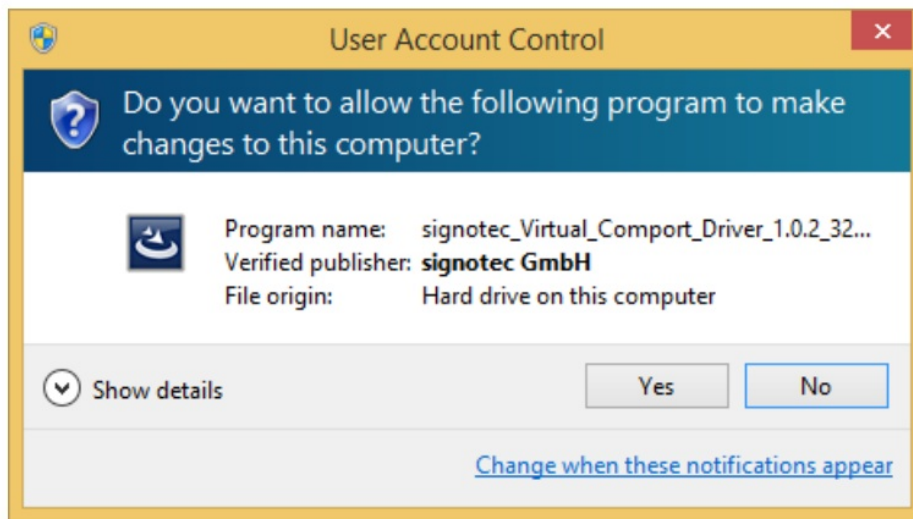 User Account Control
Do you want to allow the following program to make
changes to this computer?
Program name: signotec_Virtual_Comport_Driver_1.0.2_32...
Verified publisher: signotec GmbH
File origin: Hard drive on this computer
Show details
Yes
No
Change when these notifications appear